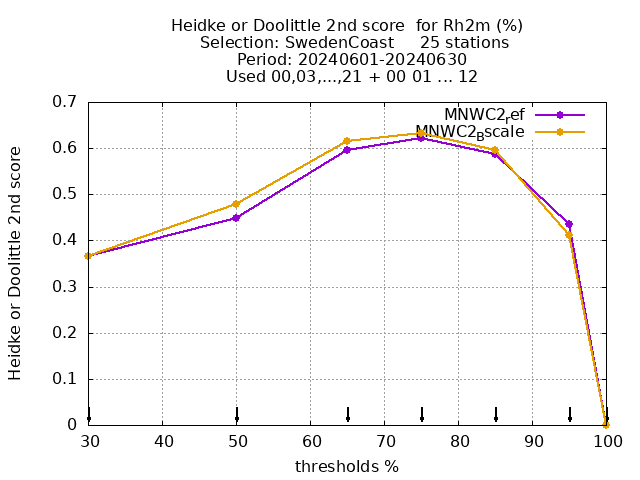 Heidke or Doolittle 2nd score  for Rh2m (%)
Selection: SwedenCoast     25 stations
Period: 20240601-20240630
Used 00,03,...,21 + 00 01 ... 12
Heidke or Doolittle 2nd score
0.7
0.6
0.5
0.4
0.3
0.2
0.1
0
MNWC2ref
MNWC2Bscale
30 40 50 60 70 80 90 100
thresholds %